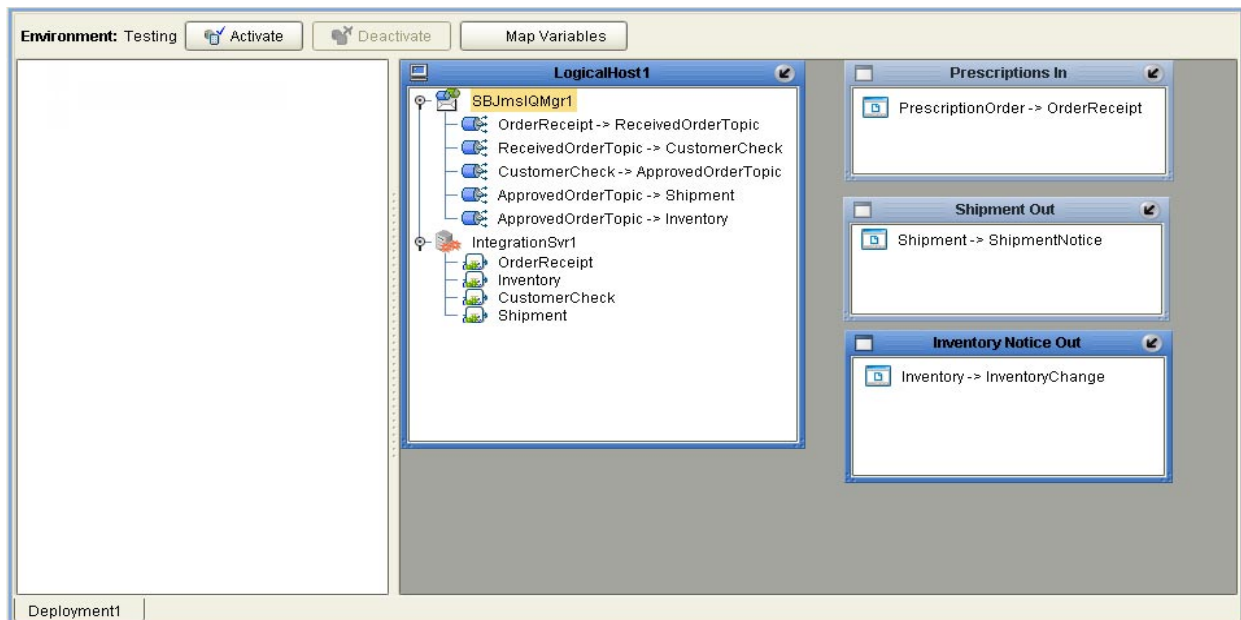 Environment: Testing Activate Deactivate Map Variables
LogicalHost1
SBJmsIQMgr1
OrderReceipt -> ReceivedOrderTopic
ReceivedOrderTopic -> CustomerCheck
CustomerCheck -> ApprovedOrderTopic
ApprovedOrderTopic -> Shipment
ApprovedOrderTopic -> Inventory
IntegrationSvr1
OrderReceipt
Inventory
CustomerCheck
Shipment
Prescriptions In
PrescriptionOrder -> OrderReceipt
Shipment Out
Shipment -> ShipmentNotice
Inventory Notice Out
Inventory -> InventoryChange
Deployment1